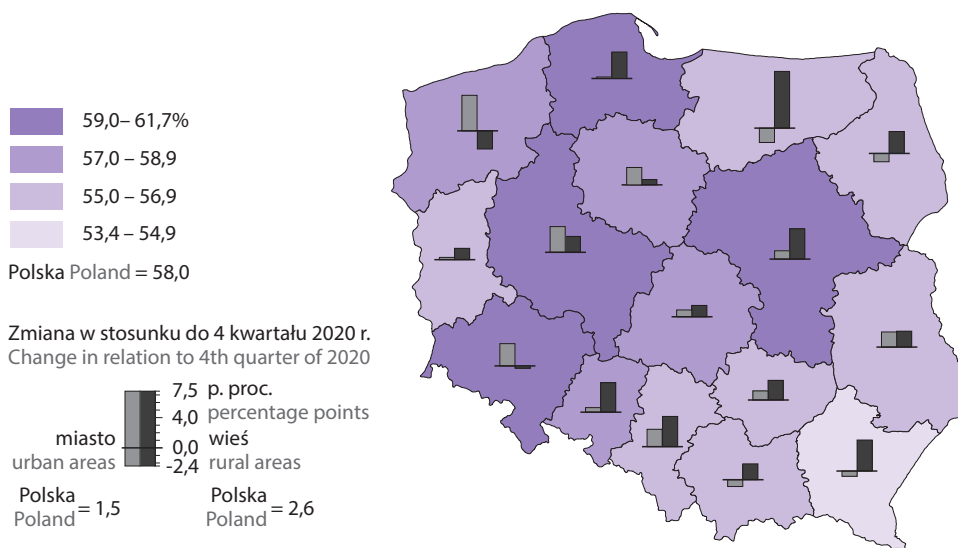 59,0– 61,7%
57,0 – 58,9
55,0 – 56,9
53,4 – 54,9
Polska Poland = 58,0
Zmiana w stosunku do 4 kwartału 2020 r.
Change in relation to 4th quarter of 2020
7,5 p. proc.
percentage points
4,0
miasto 0,0 wieś
urban areas -2,4 rural areas
Polska Polska
Poland = 1,5 Poland = 2,6